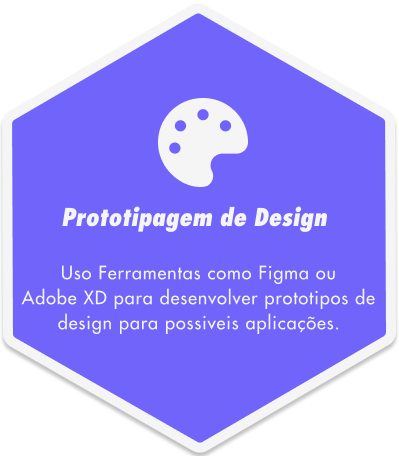 Prototipagem de Design
Uso Ferramentas como Figma ou
Adobe XD para desenvolver prototipos de
design para possiveis aplicações.